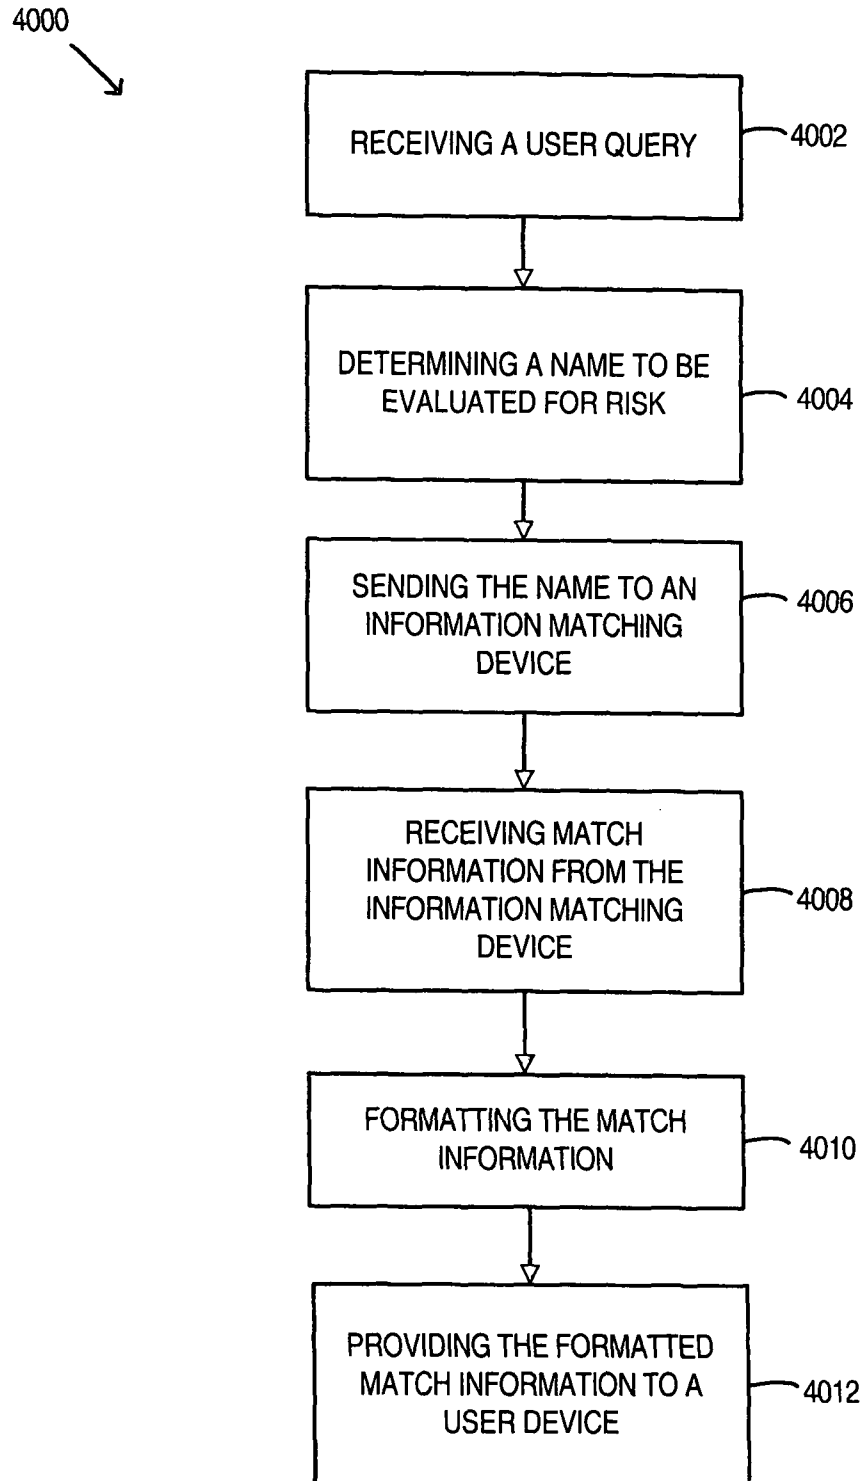 4000
RECEIVING A USER QUERY
4002
DETERMINING A NAME TO BE
EVALUATED FOR RISK
4004
SENDING THE NAME TO AN
INFORMATION MATCHING
DEVICE
4006
RECEIVING MATCH
INFORMATION FROM THE
INFORMATION MATCHING
DEVICE
4008
FORMATTING THE MATCH
INFORMATION
4010
PROVIDING THE FORMATTED
MATCH INFORMATION TO A
USER DEVICE
4012